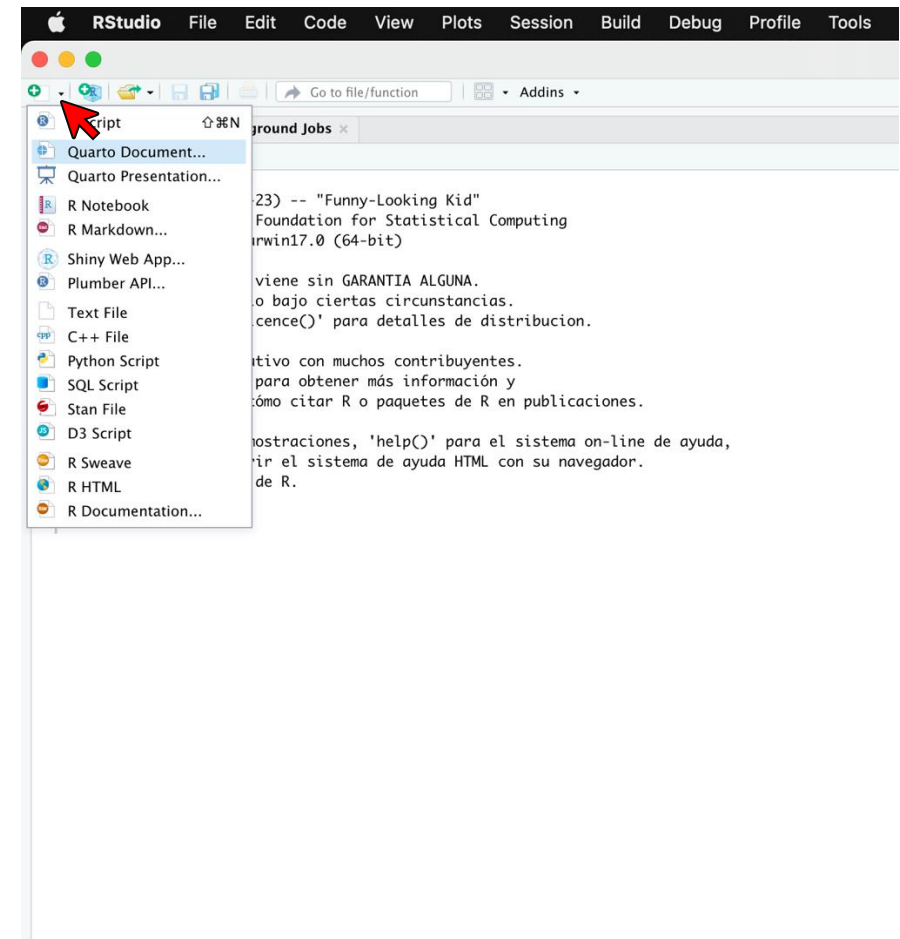 RStudio File Edit Code View Plots Session Build Debug Profile Tools
Go to file/function Addins
cript ⇧⌘N
ground Jobs ×
Quarto Document...
Quarto Presentation...
R Notebook
R Markdown...
Shiny Web App...
Plumber API...
Text File
C++ File
Python Script
SQL Script
Stan File
D3 Script
R Sweave
R HTML
R Documentation...
23) -- "Funny-Looking Kid"
Foundation for Statistical Computing
rwin17.0 (64-bit)
viene sin GARANTIA ALGUNA.
o bajo ciertas circunstancias.
cence()' para detalles de distribucion.
tivo con muchos contribuyentes.
para obtener más información y
ómo citar R o paquetes de R en publicaciones.
ostraciones, 'help()' para el sistema on-line de ayuda,
ir el sistema de ayuda HTML con su navegador.
de R.